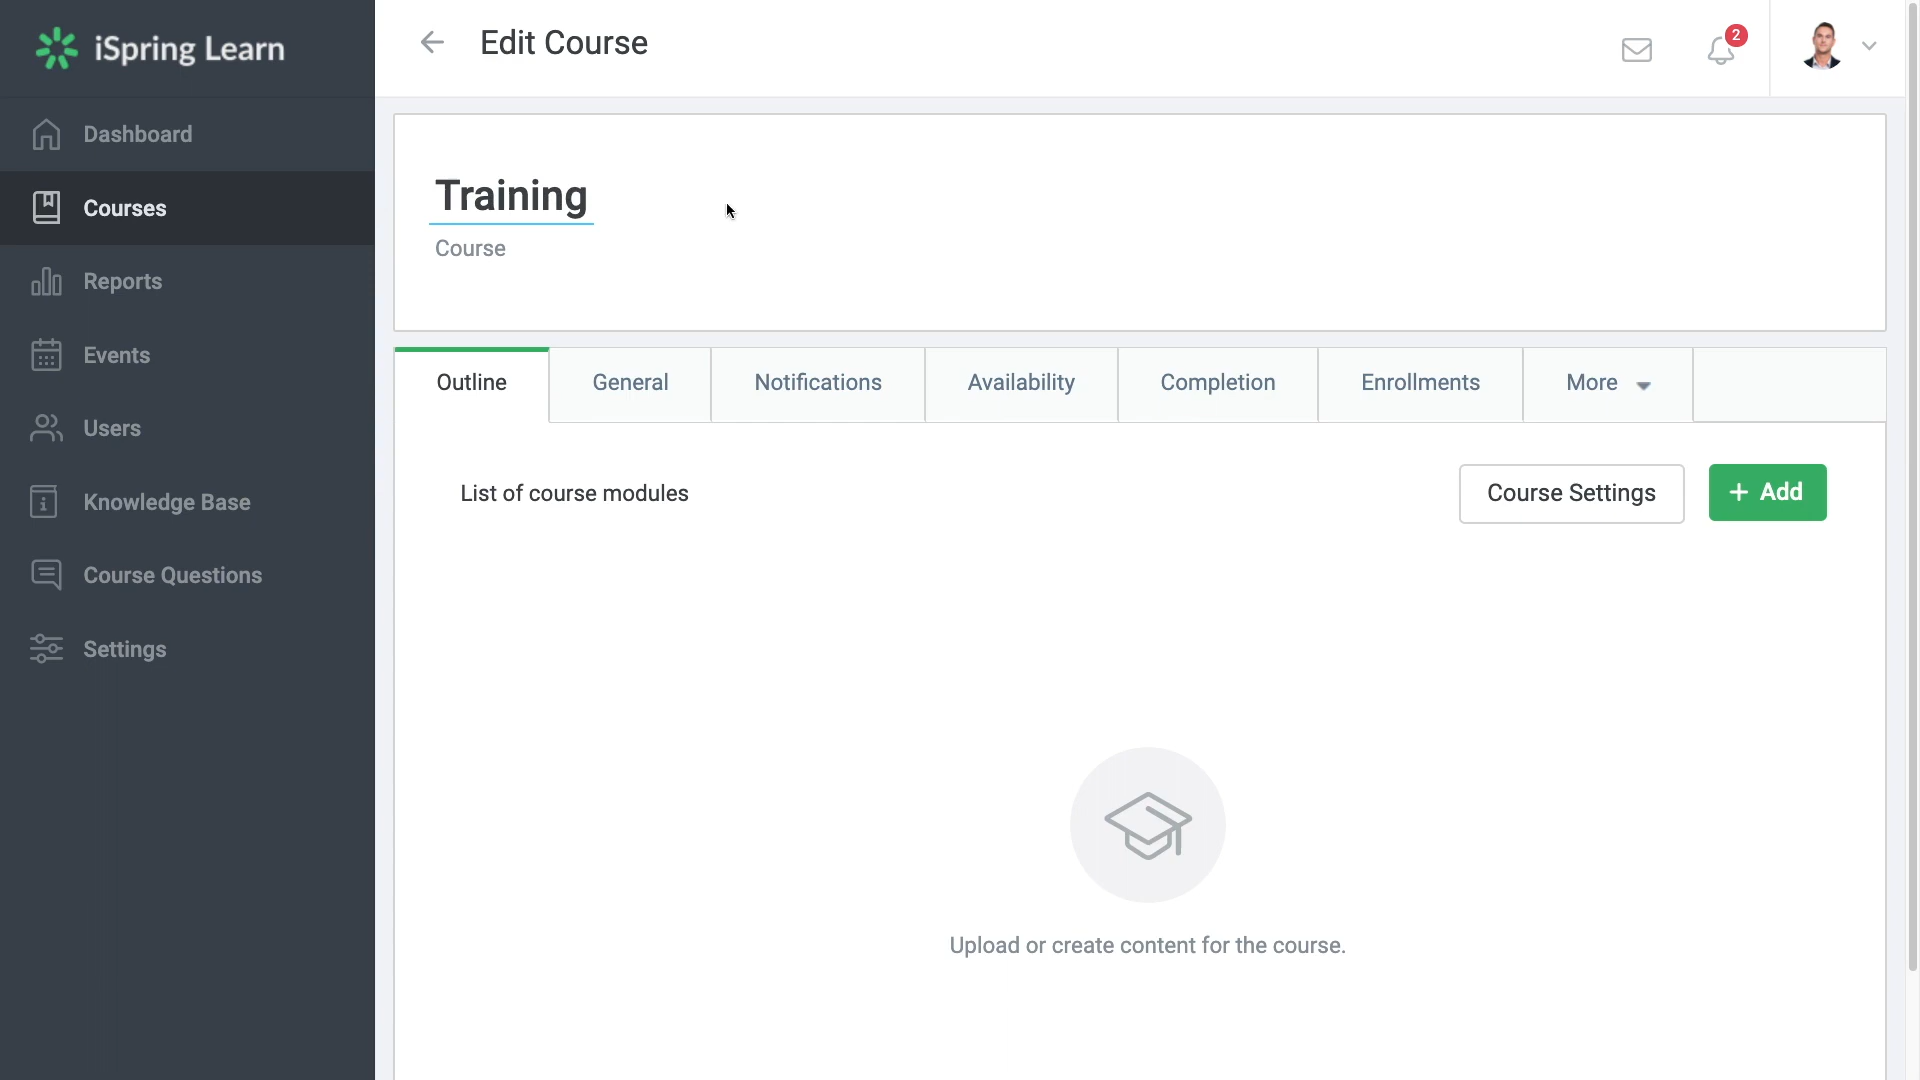 iSpring Learn
Edit Course
2
Dashboard
Courses
Reports
Events
Users
Knowledge Base
Course Questions
Settings
Training
Course
Outline
General
Notifications
Availability
Completion
Enrollments
More
List of course modules
Course Settings
+ Add
Upload or create content for the course.